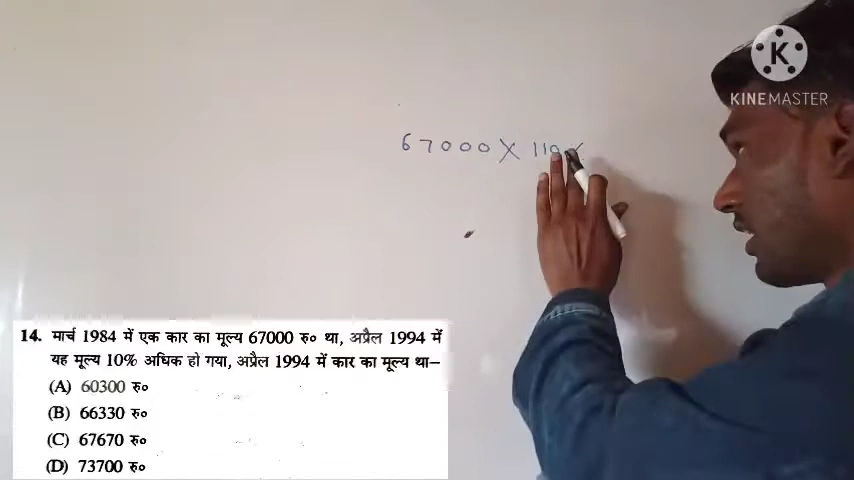 KINEMASTER
67000 X 110
14. मार्च 1984 में एक कार का मूल्य 67000 रु० था, अप्रैल 1994 में
यह मूल्य 10% अधिक हो गया, अप्रैल 1994 में कार का मूल्य था–
(A) 60300 रु०
(B) 66330 रु०
(C) 67670 रु०
(D) 73700 रु०